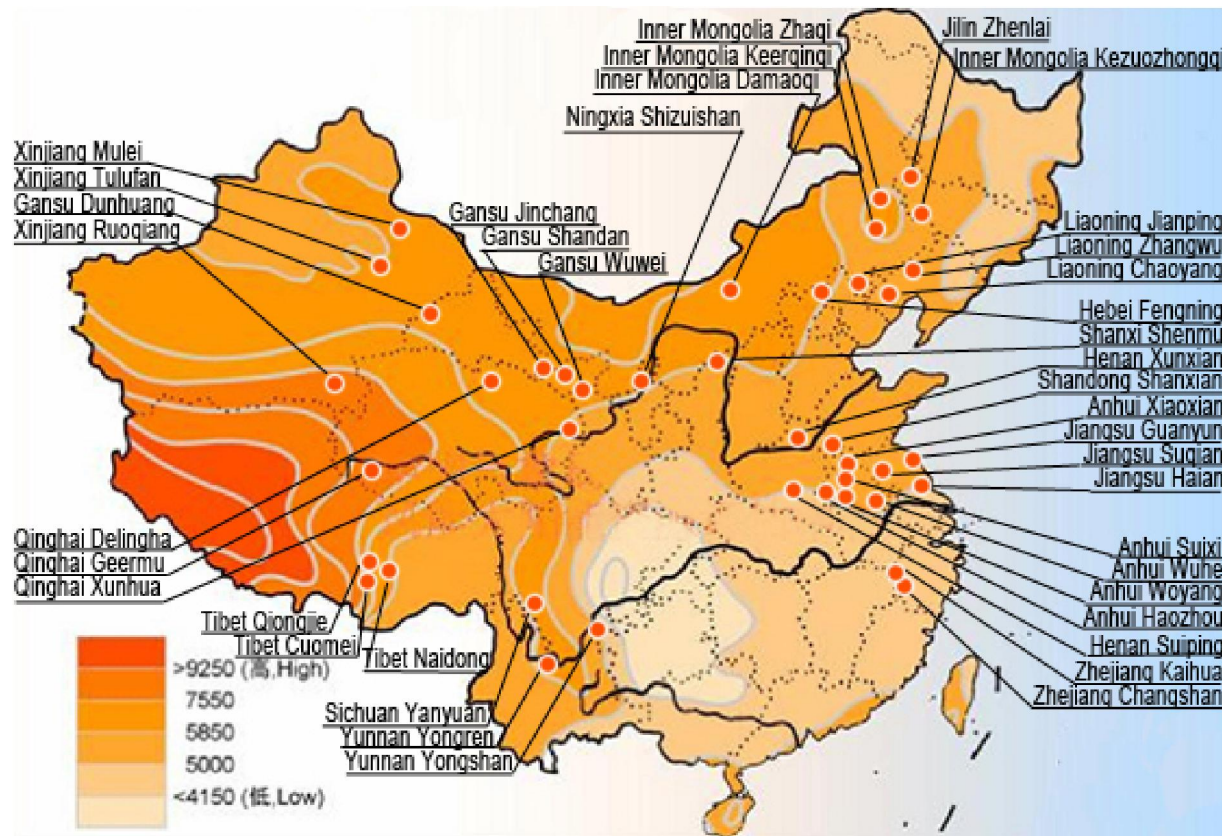 Inner Mongolia Zhaqi
Jilin Zhenlai
Inner Mongolia Keerqinqi
Inner Mongolia Kezuozhongqi
Inner Mongolia Damaoqi
Ningxia Shizuishan
Xinjiang Mulei
Xinjiang Tulufan
Gansu Dunhuang
Xinjiang Ruoqiang
Gansu Jinchang
Gansu Shandan
Gansu Wuwei
Liaoning Jianping
Liaoning Zhangwu
Liaoning Chaoyang
Hebei Fengning
Shanxi Shenmu
Henan Xunxian
Shandong Shanxian
Anhui Xiaoxian
Jiangsu Guanyun
Jiangsu Suqian
Jiangsu Haian
Qinghai Delingha
Qinghai Geermu
Qinghai Xunhua
Anhui Suixi
Anhui Wuhe
Anhui Woyang
Anhui Haozhou
Henan Suiping
Zhejiang Kaihua
Zhejiang Changshan
Tibet Qiongjie
Tibet Cuomei
Tibet Naidong
Sichuan Yanyuan
Yunnan Yongren
Yunnan Yongshan
>9250 (高,High)
7550
5850
5000
<4150 (低,Low)